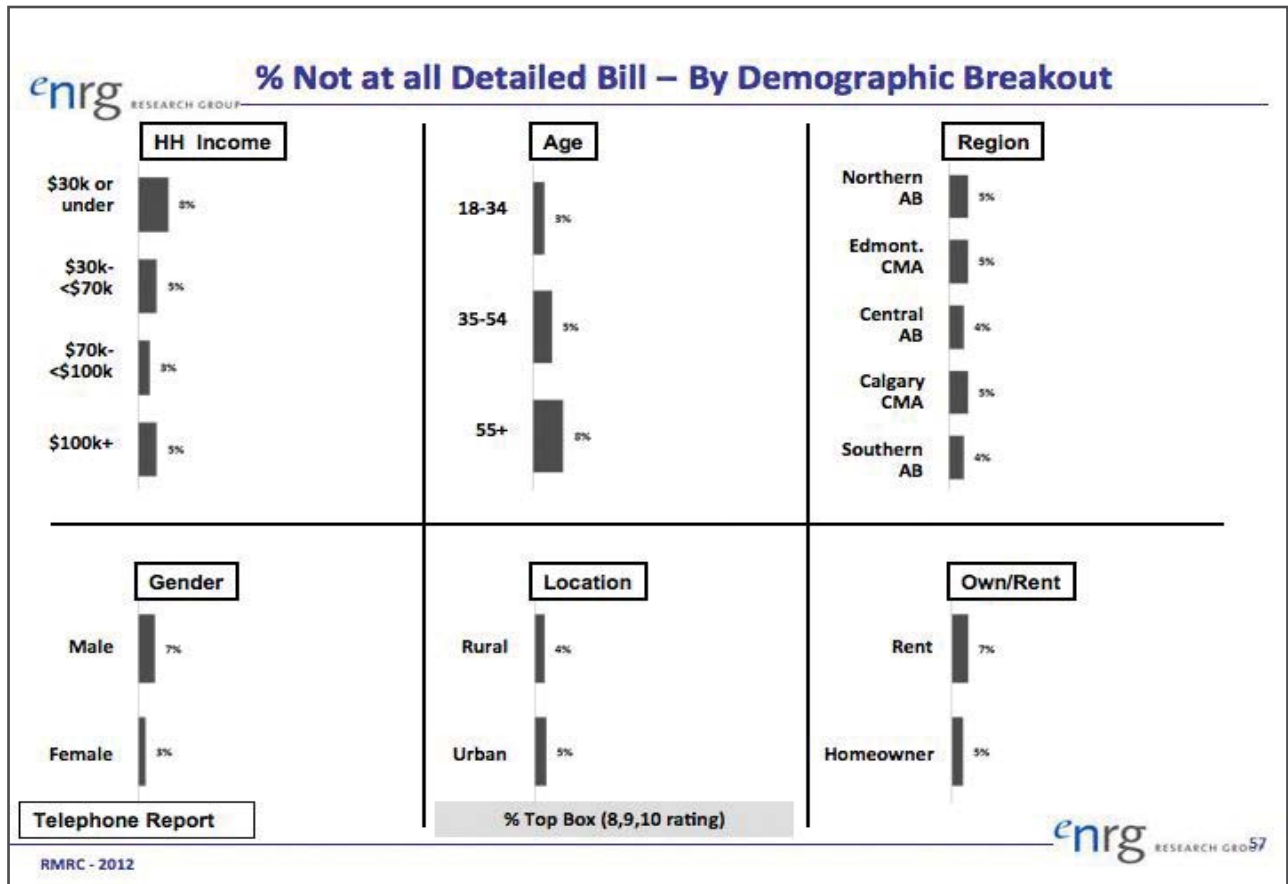 % Not at all Detailed Bill – By Demographic Breakout
enrg RESEARCH GROUP
HH Income
$30k or
under
8%
$30k-
<$70k
5%
$70k-
<$100k
3%
$100k+
5%
Age
18-34
3%
35-54
5%
55+
8%
Region
Northern
AB
5%
Edmont.
CMA
5%
Central
AB
4%
Calgary
CMA
5%
Southern
AB
4%
Gender
Male
7%
Female
3%
Location
Rural
4%
Urban
5%
Own/Rent
Rent
7%
Homeowner
5%
Telephone Report
% Top Box (8,9,10 rating)
enrg RESEARCH GROUP
57
RMRC - 2012